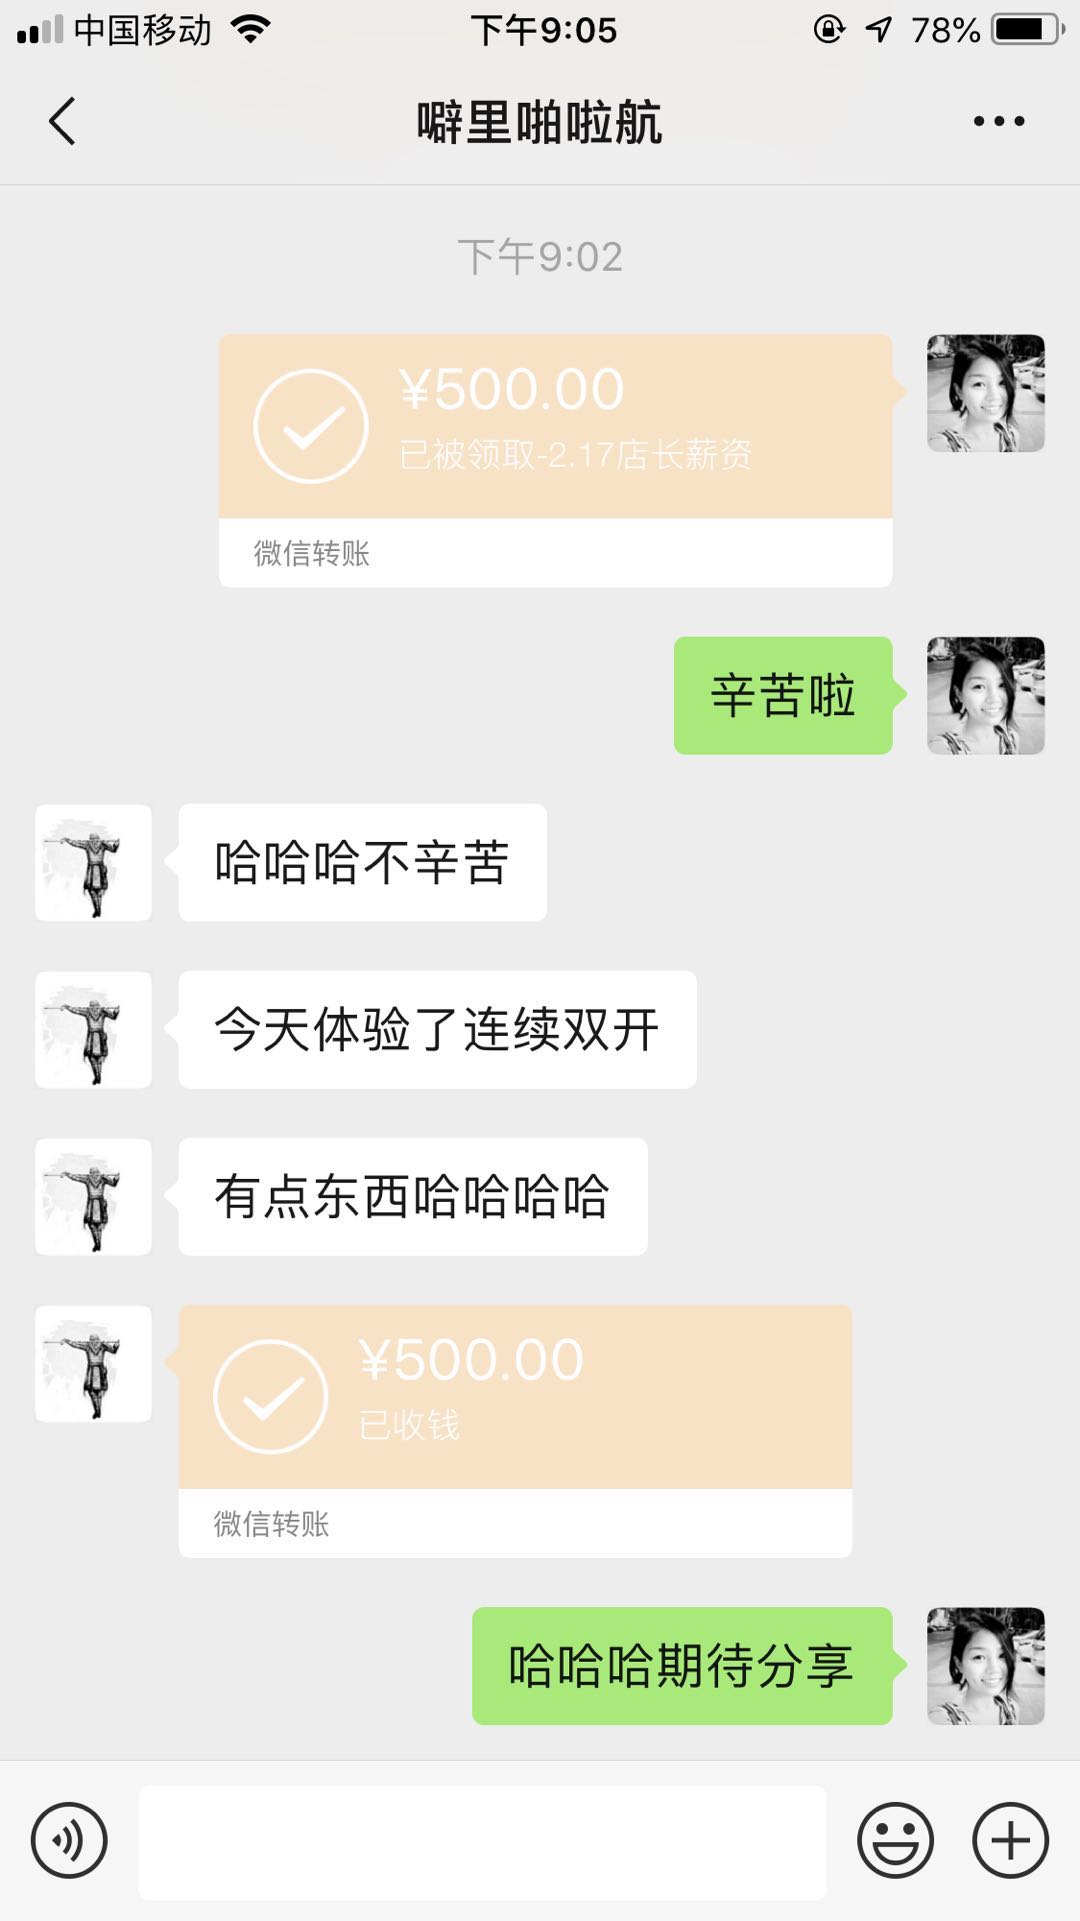 中国移动
下午9:05
78%
噼里啪啦航
下午9:02
¥500.00
已被领取-2.17店长薪资
微信转账
辛苦啦
哈哈哈不辛苦
今天体验了连续双开
有点东西哈哈哈哈
¥500.00
已收钱
微信转账
哈哈哈期待分享